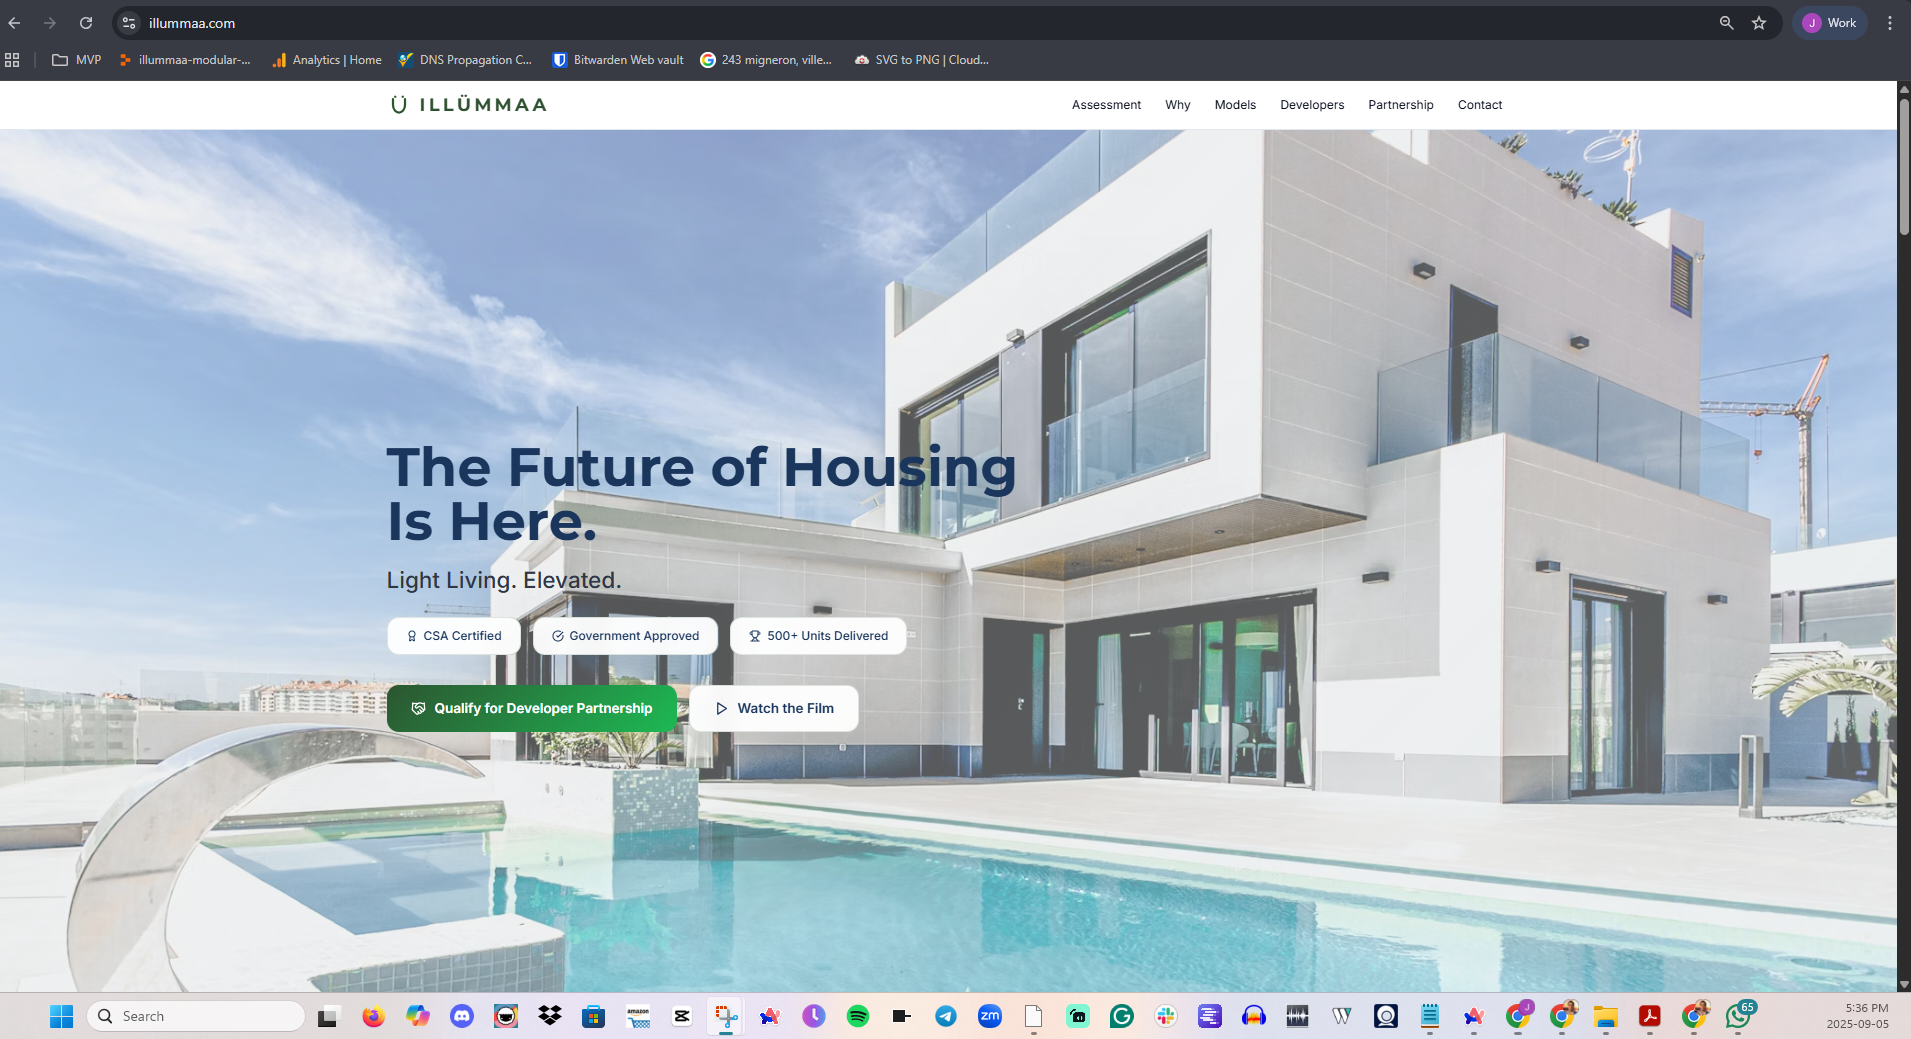 illummaa.com
J Work
MVP
illummaa-modular-...
Analytics | Home
DNS Propagation C...
Bitwarden Web vault
243 migneron, ville...
SVG to PNG | Cloud...
Ü ILLÜMMAA
Assessment
Why
Models
Developers
Partnership
Contact
The Future of Housing
Is Here.
Light Living. Elevated.
CSA Certified
Government Approved
500+ Units Delivered
Qualify for Developer Partnership
Watch the Film
Search
amazon
zm
J
65
5:36 PM
2025-09-05